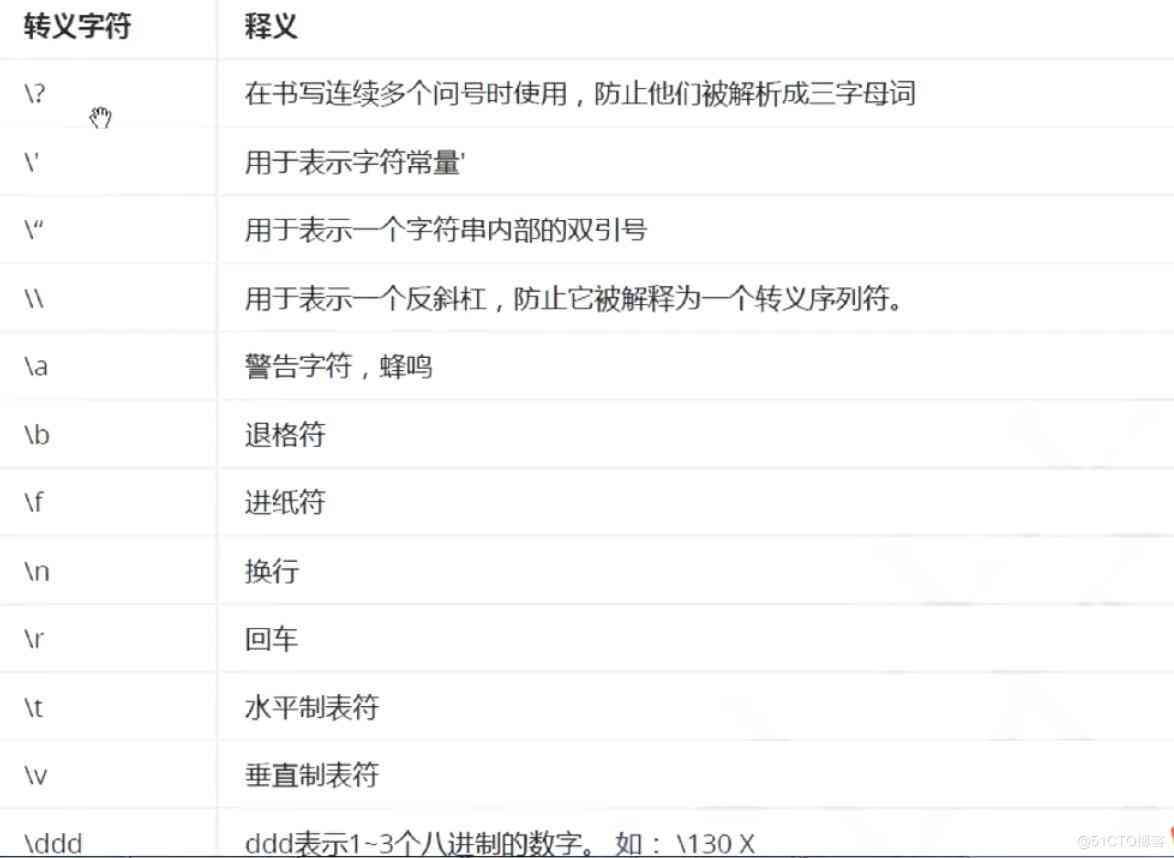 转义字符 释义
\? 在书写连续多个问号时使用，防止他们被解析成三字母词
\' 用于表示字符常量'
\“ 用于表示一个字符串内部的双引号
\\ 用于表示一个反斜杠，防止它被解释为一个转义序列符。
\a 警告字符，蜂鸣
\b 退格符
\f 进纸符
\n 换行
\r 回车
\t 水平制表符
\v 垂直制表符
\ddd ddd表示1~3个八进制的数字。 如： \130 X
@51CTO博客